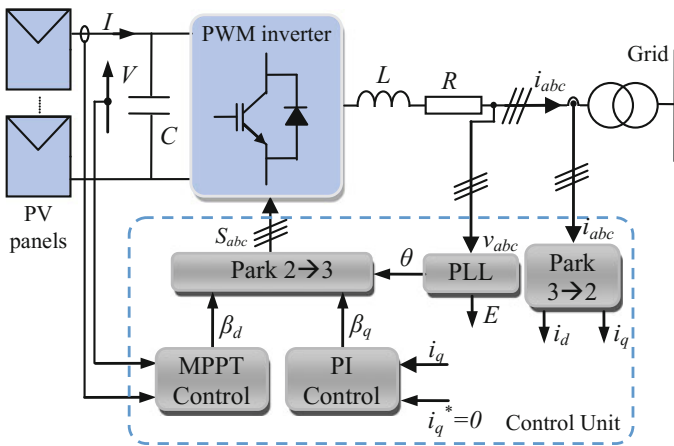 I
PWM inverter
Grid
V
L
R
i_abc
C
PV
panels
S_abc
v_abc
i_abc
Park 2→3
θ
PLL
Park
3→2
E
β_d
β_q
i_d
i_q
MPPT
Control
PI
Control
i_q
i_q*=0
Control Unit